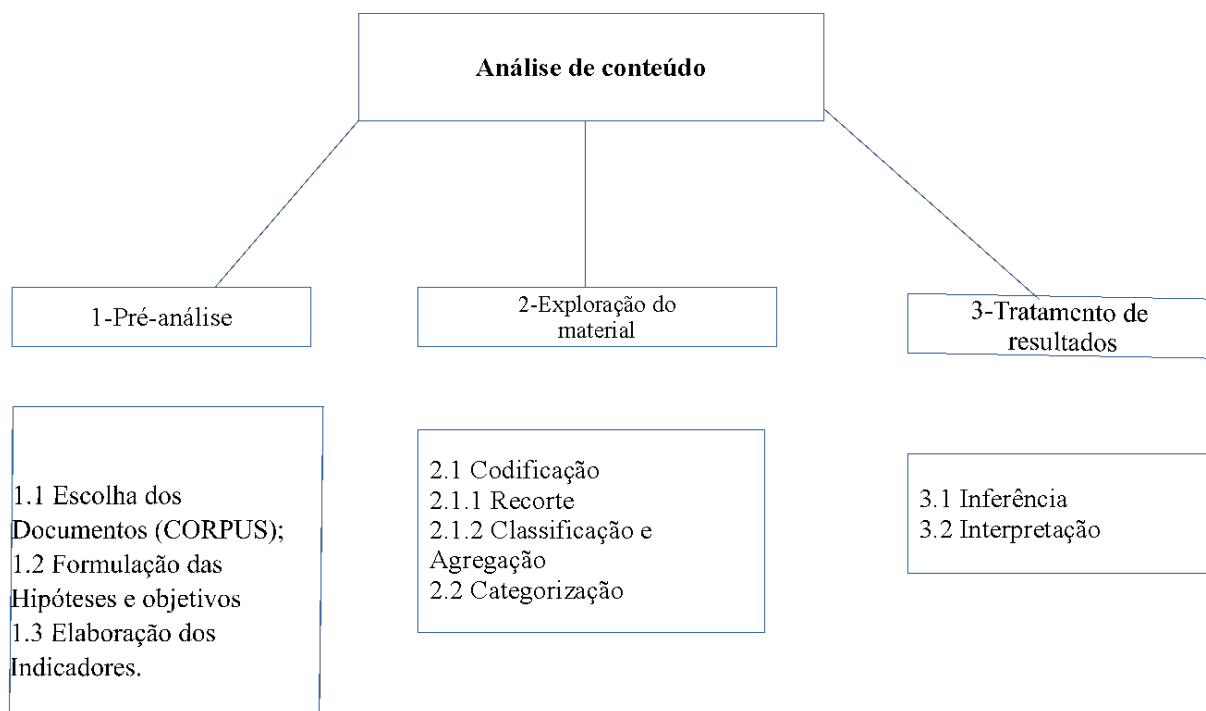 Análise de conteúdo
1-Pré-análise
2-Exploração do
material
3-Tratamento de
resultados
1.1 Escolha dos
Documentos (CORPUS);
1.2 Formulação das
Hipóteses e objetivos
1.3 Elaboração dos
Indicadores.
2.1 Codificação
2.1.1 Recorte
2.1.2 Classificação e
Agregação
2.2 Categorização
3.1 Inferência
3.2 Interpretação